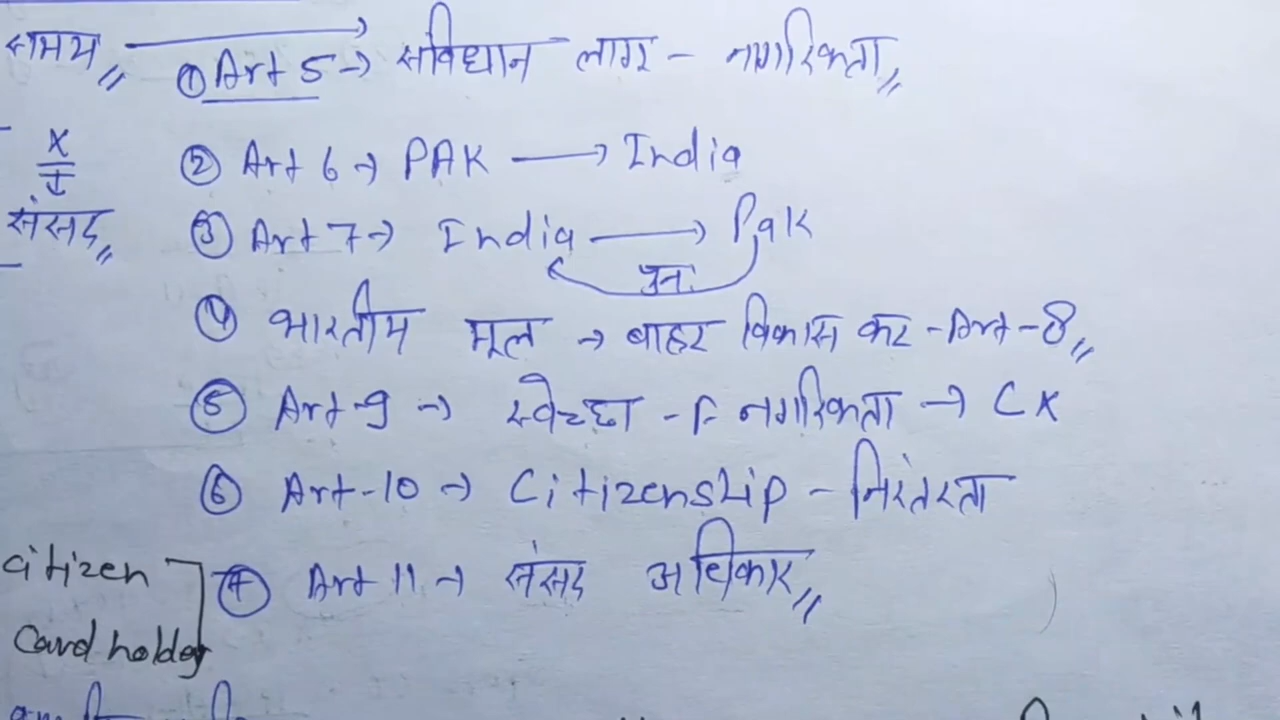 समय,, → ① Art 5 → संविधान लागू - नागरिकता,,
② Art 6 → PAK → India
X
संसद,, ③ Art 7 → India → Pak
पुनः
④ भारतीय मूल → बाहर विकास कर - Art - 8,,
⑤ Art-9 → स्वेच्छा - F नागरिकता → CX
⑥ Art-10 → Citizenship - निरंतरता
citizen ⑦ Art 11 → संसद अधिकार,,
Card holder